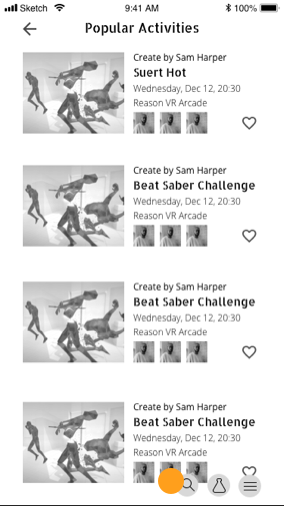 Sketch
9:41 AM
100%
Popular Activities
Create by Sam Harper
Suert Hot
Wednesday, Dec 12, 20:30
Reason VR Arcade
Create by Sam Harper
Beat Saber Challenge
Wednesday, Dec 12, 20:30
Reason VR Arcade
Create by Sam Harper
Beat Saber Challenge
Wednesday, Dec 12, 20:30
Reason VR Arcade
Create by Sam Harper
Beat Saber Challenge
Wednesday, Dec 12, 20:30
Reason VR Arcade